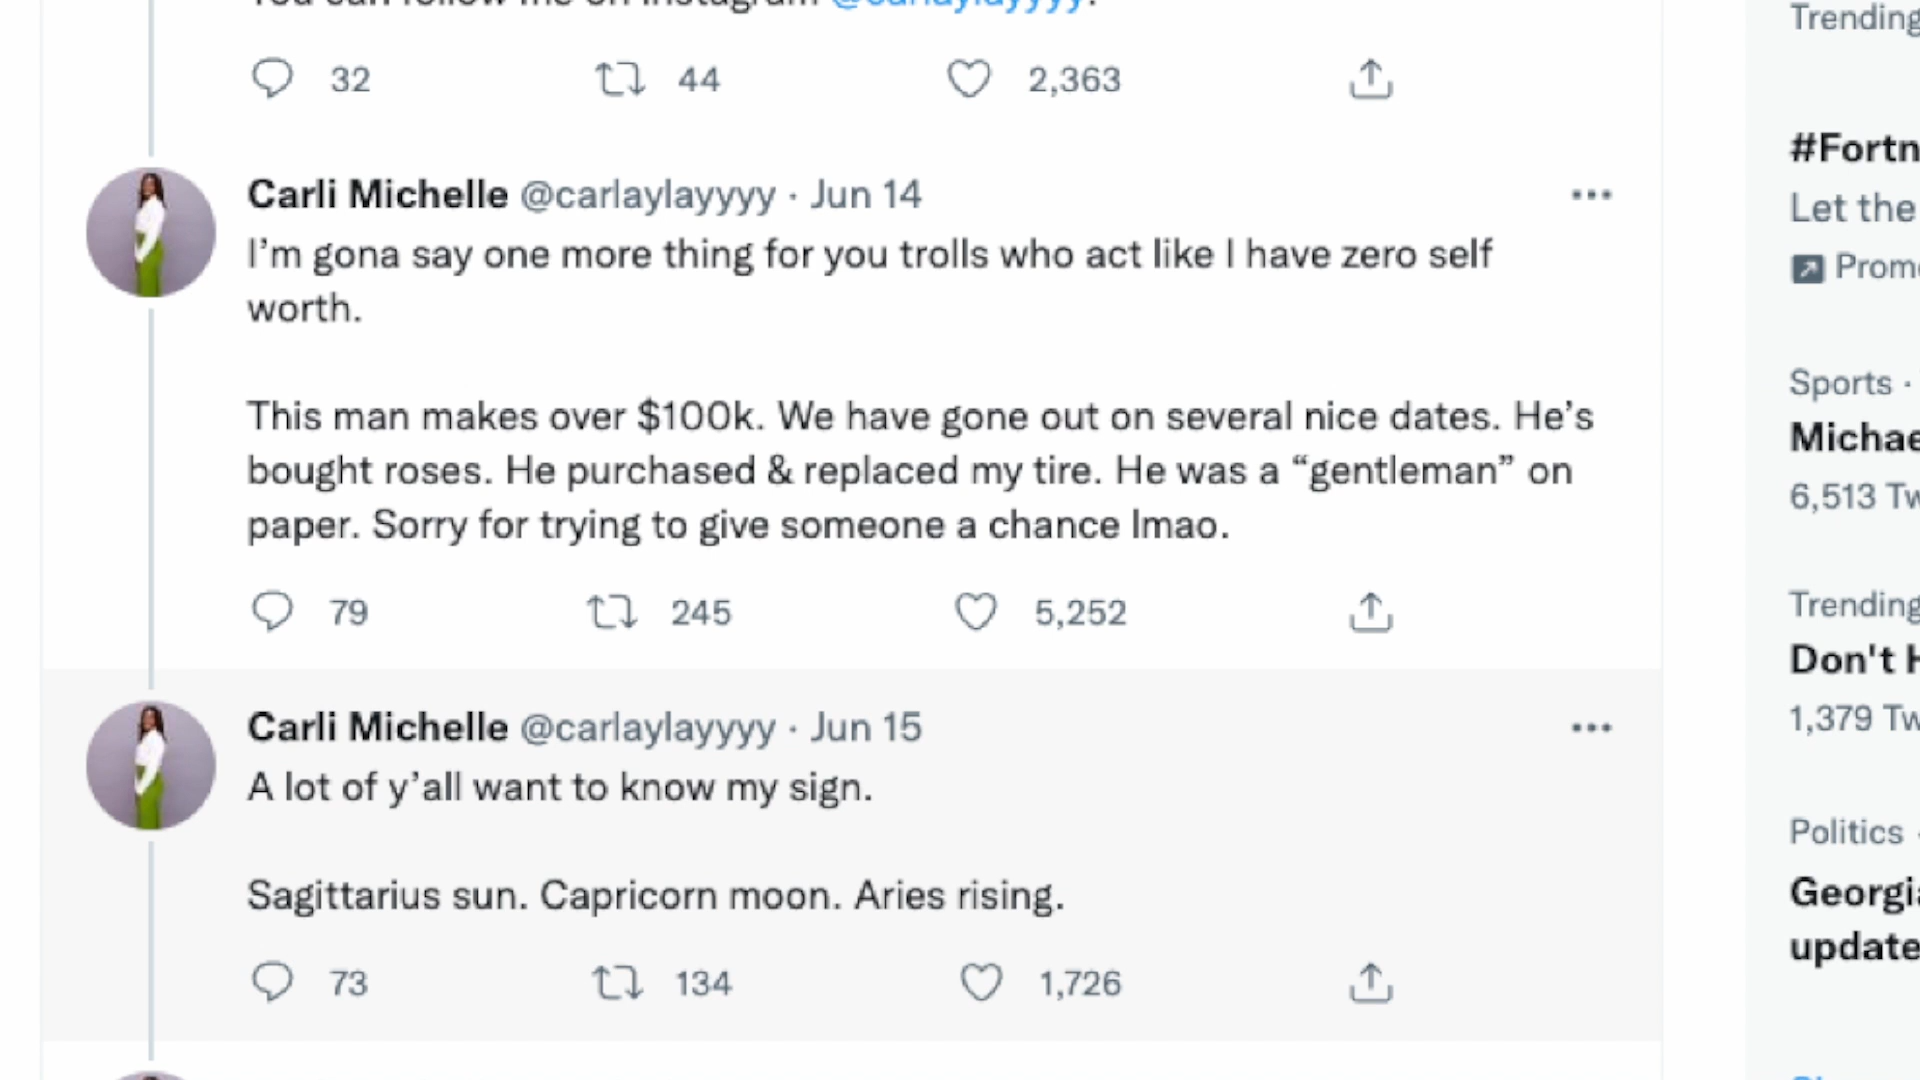 You can follow me on instagram @carlaylayyyy.
32 44 2,363
Carli Michelle @carlaylayyyy · Jun 14
I’m gona say one more thing for you trolls who act like I have zero self
worth.
This man makes over $100k. We have gone out on several nice dates. He’s
bought roses. He purchased & replaced my tire. He was a “gentleman” on
paper. Sorry for trying to give someone a chance lmao.
79 245 5,252
Carli Michelle @carlaylayyyy · Jun 15
A lot of y’all want to know my sign.
Sagittarius sun. Capricorn moon. Aries rising.
73 134 1,726
Trending
#Fortn
Let the
Prom
Sports ·
Michae
6,513 Tw
Trending
Don't H
1,379 Tw
Politics ·
Georgia
update